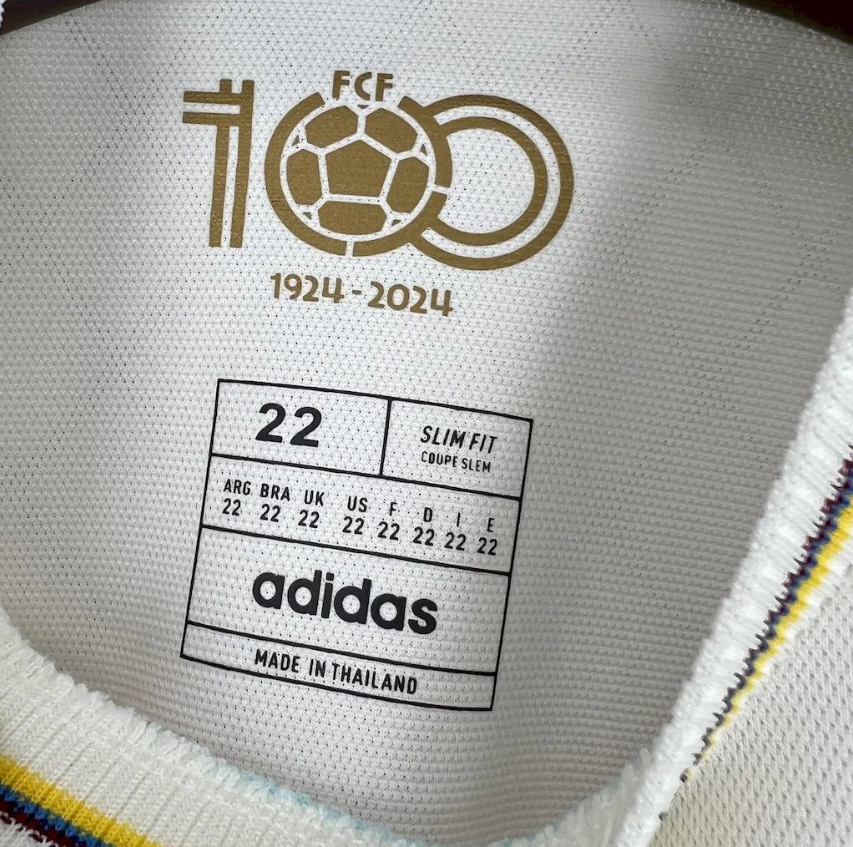 FCF
100
1924-2024
22
SLIM FIT
COUPE SLEM
ARG BRA UK US F D I E
22 22 22 22 22 22 22 22
adidas
MADE IN THAILAND